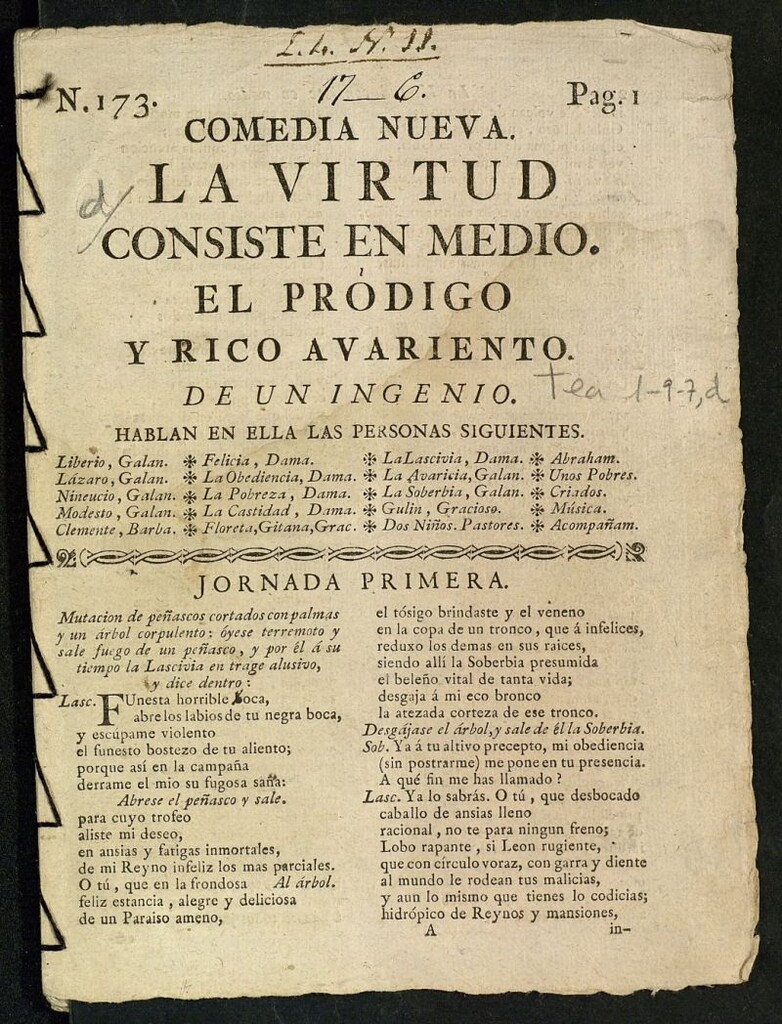 L. h. N. 11.
17—6.
N. 173. Pag. 1
COMEDIA NUEVA.
LA VIRTUD
CONSISTE EN MEDIO.
EL PRÓDIGO
Y RICO AVARIENTO.
DE UN INGENIO.
tea 1-9-7, d
HABLAN EN ELLA LAS PERSONAS SIGUIENTES.
Liberio, Galan. ❉ Felicia, Dama. ❉ La Lascivia, Dama. ❉ Abraham.
Lázaro, Galan. ❉ La Obediencia, Dama. ❉ La Avaricia, Galan. ❉ Unos Pobres.
Nineucio, Galan. ❉ La Pobreza, Dama. ❉ La Soberbia, Galan. ❉ Criados.
Modesto, Galan. ❉ La Castidad, Dama. ❉ Gulin, Gracioso. ❉ Música.
Clemente, Barba. ❉ Floreta, Gitana, Grac. ❉ Dos Niños. Pastores. ❉ Acompañam.
JORNADA PRIMERA.
Mutacion de peñascos cortados con palmas
y un árbol corpulento: óyese terremoto y
sale fuego de un peñasco, y por él á su
tiempo la Lascivia en trage alusivo,
y dice dentro:
Lasc. FUnesta horrible boca,
abre los labios de tu negra boca,
y escúpame violento
el funesto bostezo de tu aliento;
porque así en la campaña
derrame el mio su fugosa saña:
Abrese el peñasco y sale.
para cuyo trofeo
aliste mi deseo,
en ansias y fatigas inmortales,
de mi Reyno infeliz los mas parciales.
O tú, que en la frondosa Al árbol.
feliz estancia, alegre y deliciosa
de un Paraiso ameno,
el tósigo brindaste y el veneno
en la copa de un tronco, que á infelices,
reduxo los demas en sus raices,
siendo allí la Soberbia presumida
el beleño vital de tanta vida;
desgaja á mi eco bronco
la atezada corteza de ese tronco.
Desgájase el árbol, y sale de él la Soberbia.
Sob. Ya á tu altivo precepto, mi obediencia
(sin postrarme) me pone en tu presencia.
A qué fin me has llamado?
Lasc. Ya lo sabrás. O tú, que desbocado
caballo de ansias lleno
racional, no te para ningun freno;
Lobo rapante, si Leon rugiente,
que con círculo voraz, con garra y diente
al mundo le rodean tus malicias,
y aun lo mismo que tienes lo codicias;
hidrópico de Reynos y mansiones,
A in-